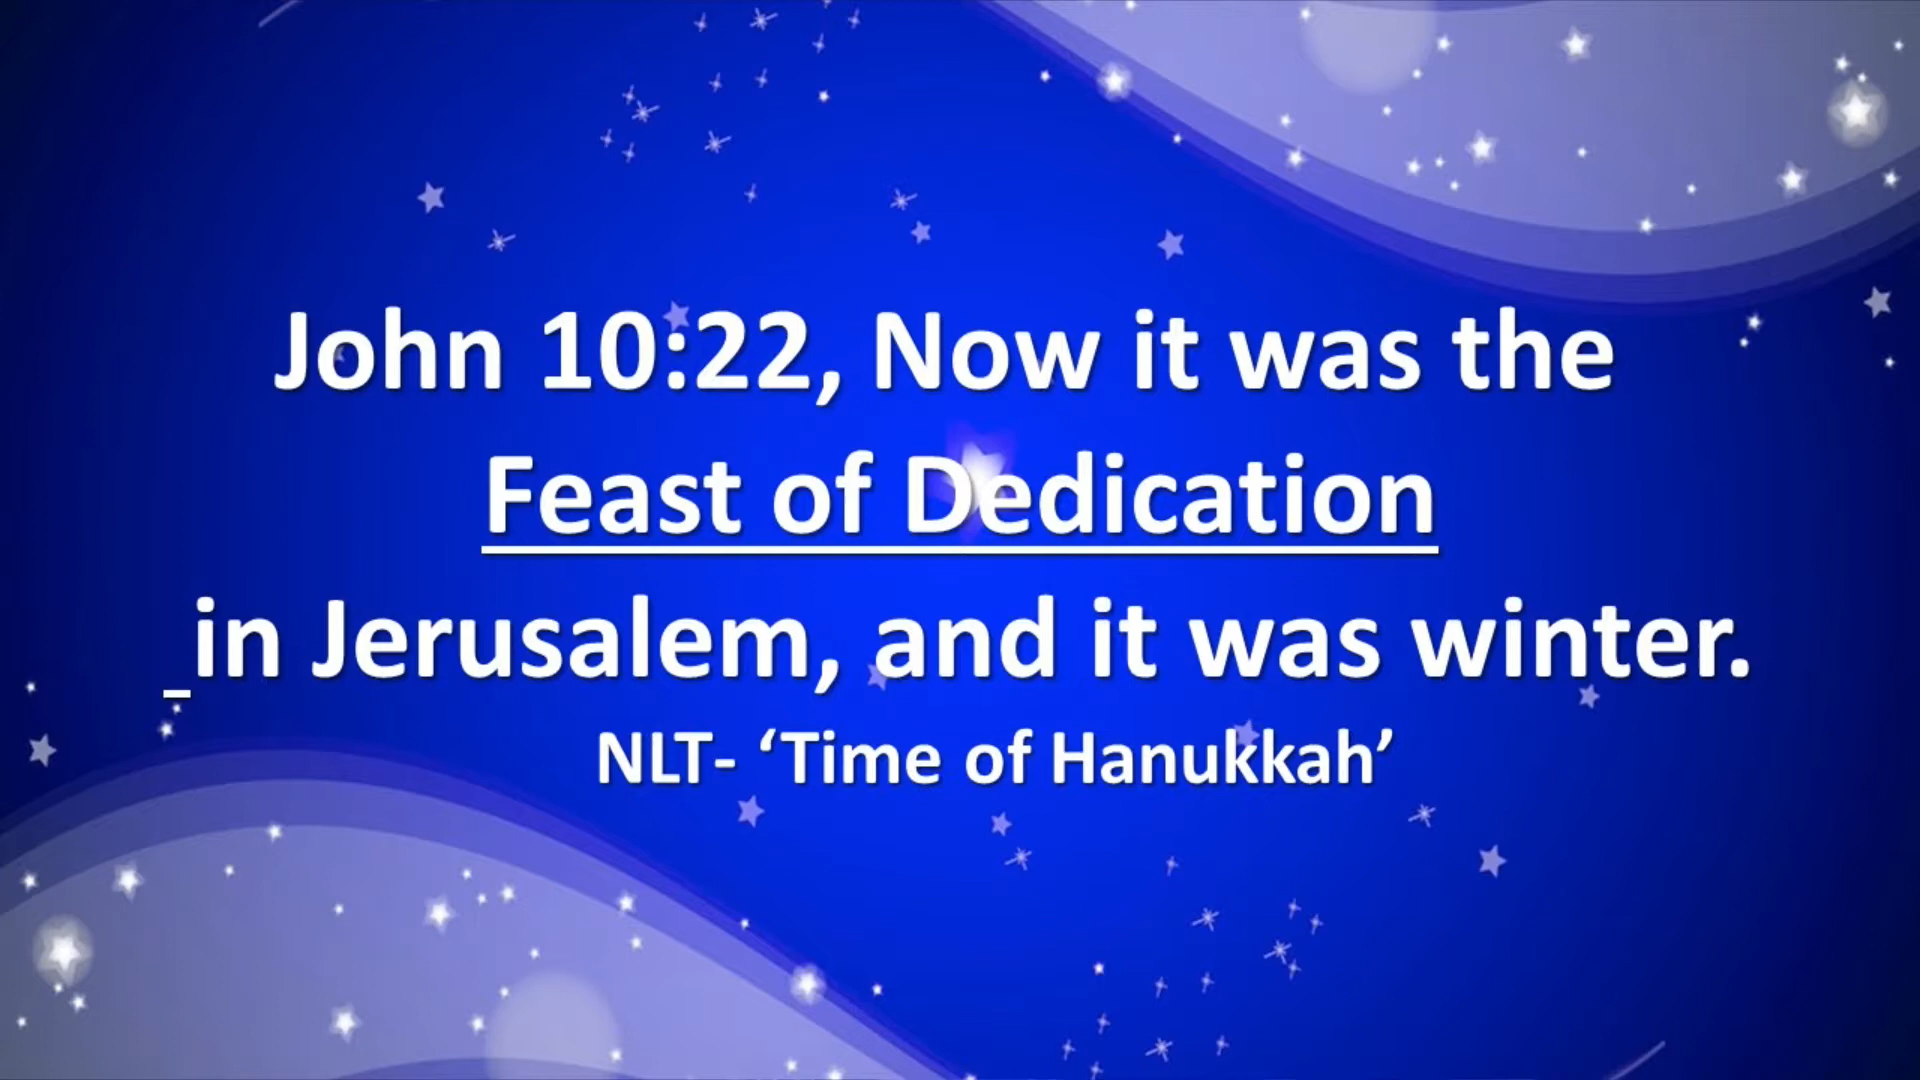 John 10:22, Now it was the
Feast of Dedication
in Jerusalem, and it was winter.
NLT- ‘Time of Hanukkah’